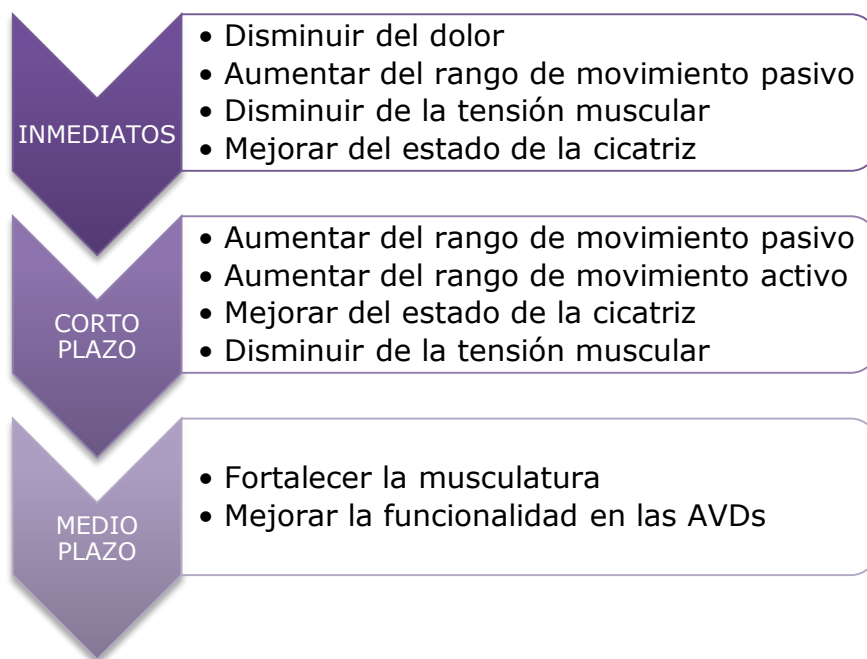 INMEDIATOS
• Disminuir del dolor
• Aumentar del rango de movimiento pasivo
• Disminuir de la tensión muscular
• Mejorar del estado de la cicatriz
CORTO
PLAZO
• Aumentar del rango de movimiento pasivo
• Aumentar del rango de movimiento activo
• Mejorar del estado de la cicatriz
• Disminuir de la tensión muscular
MEDIO
PLAZO
• Fortalecer la musculatura
• Mejorar la funcionalidad en las AVDs